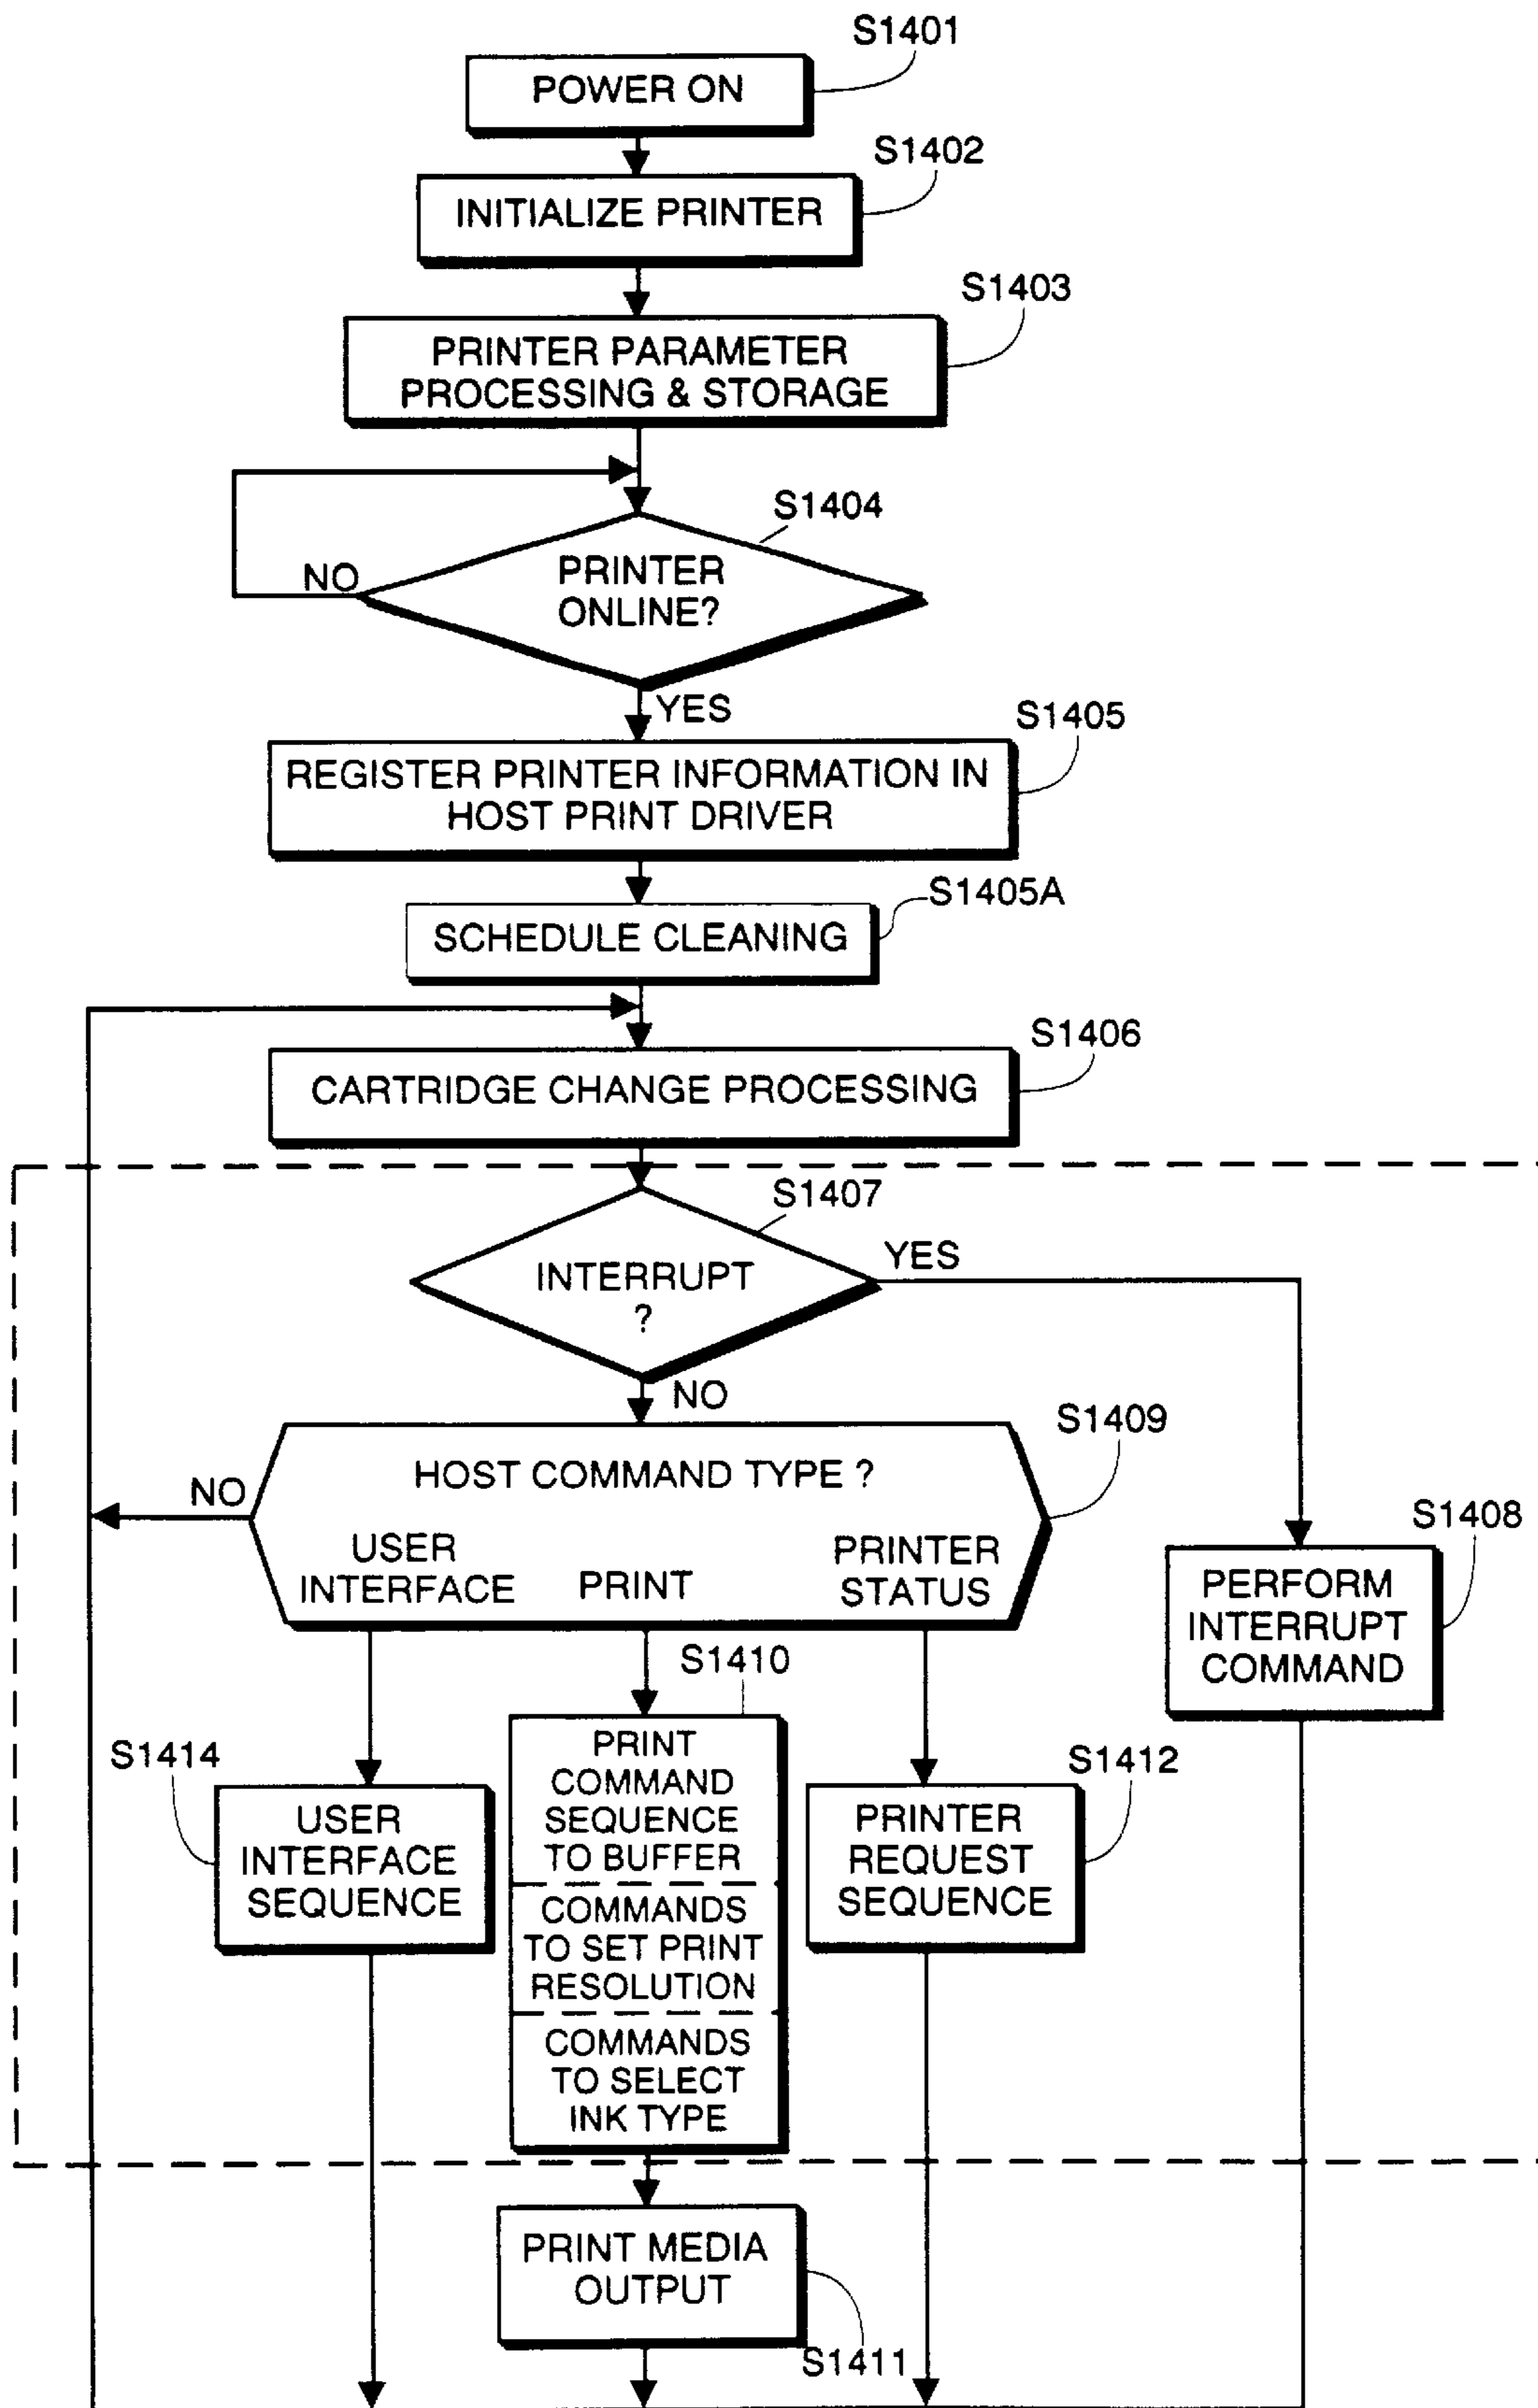 S1401
POWER ON
S1402
INITIALIZE PRINTER
S1403
PRINTER PARAMETER
PROCESSING & STORAGE
S1404
PRINTER
ONLINE?
NO
YES
S1405
REGISTER PRINTER INFORMATION IN
HOST PRINT DRIVER
S1405A
SCHEDULE CLEANING
S1406
CARTRIDGE CHANGE PROCESSING
S1407
INTERRUPT
?
YES
NO
S1409
HOST COMMAND TYPE ?
NO
USER
INTERFACE
PRINT
PRINTER
STATUS
S1408
PERFORM
INTERRUPT
COMMAND
S1414
USER
INTERFACE
SEQUENCE
S1410
PRINT
COMMAND
SEQUENCE
TO BUFFER
COMMANDS
TO SET PRINT
RESOLUTION
COMMANDS
TO SELECT
INK TYPE
S1412
PRINTER
REQUEST
SEQUENCE
PRINT MEDIA
OUTPUT
S1411